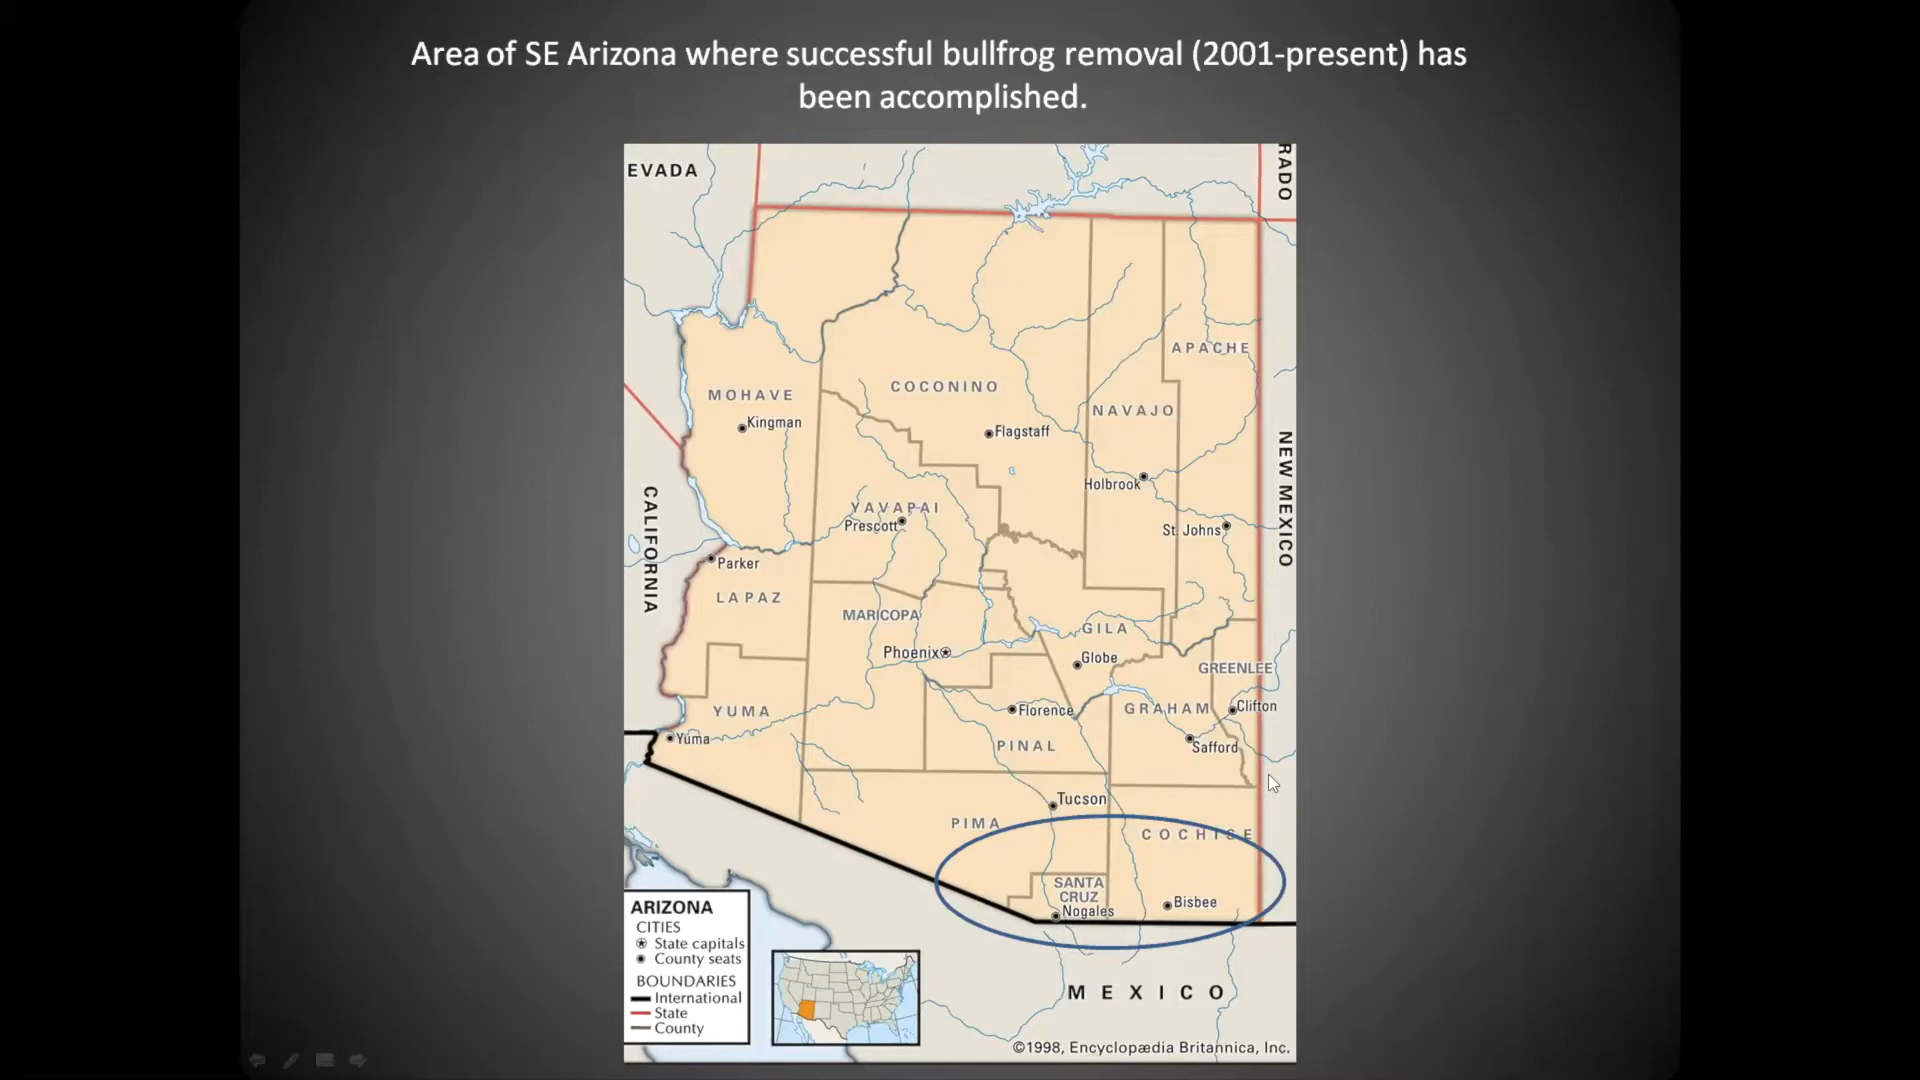 Area of SE Arizona where successful bullfrog removal (2001-present) has
been accomplished.
EVADA
RADO
APACHE
MOHAVE
COCONINO
NAVAJO
Kingman
Flagstaff
NEW MEXICO
Holbrook
CALIFORNIA
YAVAPAI
Prescott
St. Johns
Parker
LA PAZ
MARICOPA
GILA
Phoenix
Globe
GREENLEE
YUMA
Florence
GRAHAM
Clifton
Yuma
PINAL
Safford
Tucson
PIMA
COCHISE
SANTA
CRUZ
Nogales
Bisbee
ARIZONA
CITIES
State capitals
County seats
BOUNDARIES
International
State
County
MEXICO
©1998, Encyclopædia Britannica, Inc.